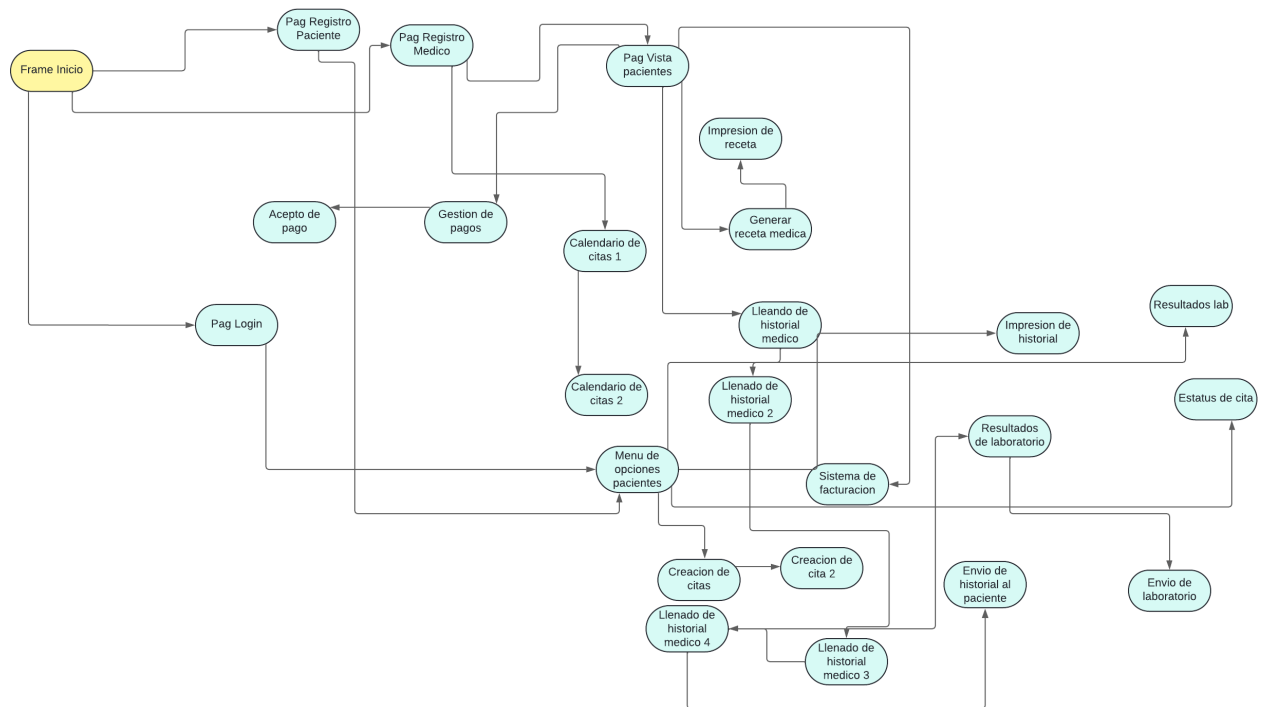 Pag Registro
Paciente
Pag Registro
Medico
Frame Inicio
Pag Vista
pacientes
Impresion de
receta
Acepto de
pago
Gestion de
pagos
Generar
receta medica
Calendario de
citas 1
Pag Login
Lleando de
historial
medico
Impresion de
historial
Resultados lab
Calendario de
citas 2
Llenado de
historial
medico 2
Estatus de cita
Resultados
de laboratorio
Menu de
opciones
pacientes
Sistema de
facturacion
Creacion de
citas
Creacion de
cita 2
Envio de
historial al
paciente
Envio de
laboratorio
Llenado de
historial
medico 4
Llenado de
historial
medico 3